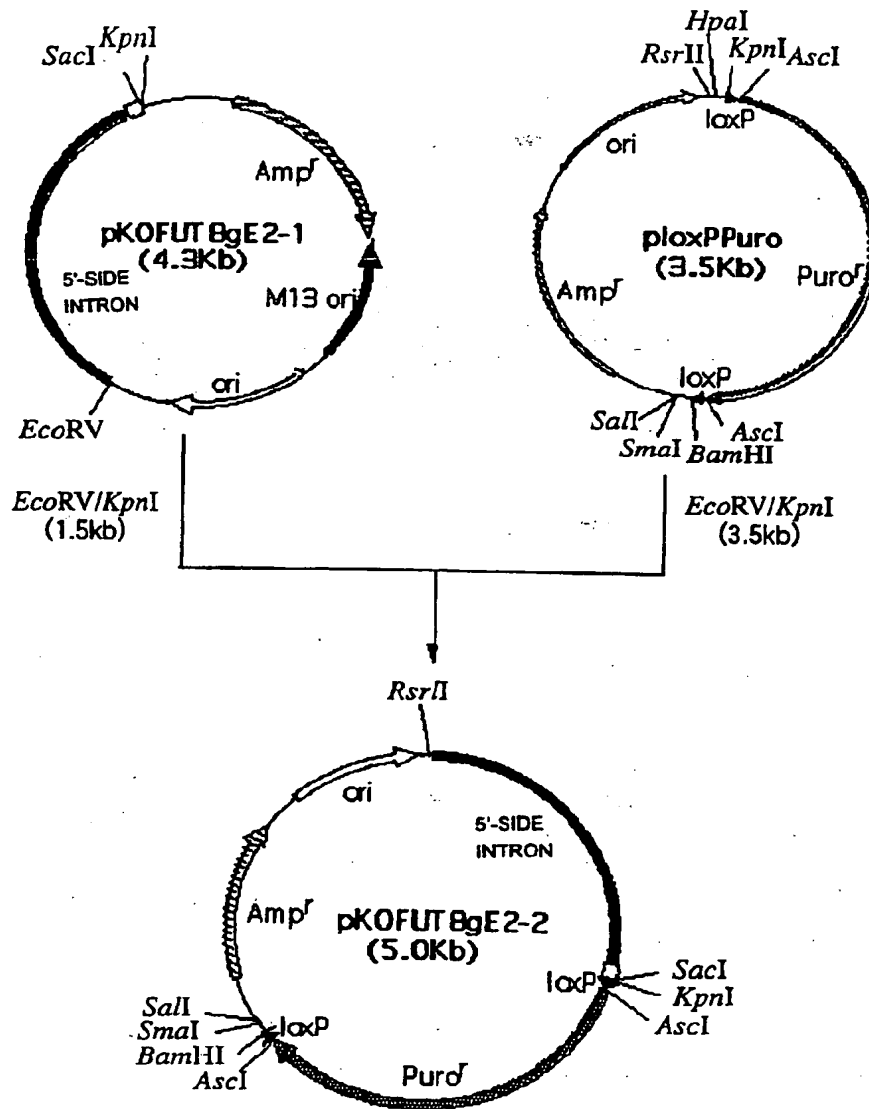 SacI KpnI
HpaI
RsrII KpnI AscI
loxP
ori
Ampʳ
pKOFUT8gE2-1
(4.3Kb)
5'-SIDE
INTRON
M13 ori
ori
EcoRV
ploxPPuro
(3.5Kb)
Puroʳ
Ampʳ
loxP
SalI
SmaI
BamHI
AscI
EcoRV/KpnI
(1.5kb)
EcoRV/KpnI
(3.5kb)
RsrII
ori
5'-SIDE
INTRON
Ampʳ
pKOFUT8gE2-2
(5.0Kb)
loxP
SacI
KpnI
AscI
SalI
SmaI
BamHI
AscI
loxP
Puroʳ